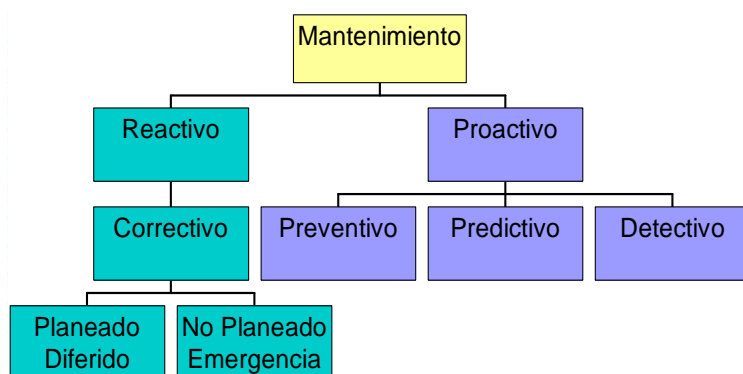 Mantenimiento
Reactivo
Proactivo
Correctivo
Preventivo
Predictivo
Detectivo
Planeado
Diferido
No Planeado
Emergencia